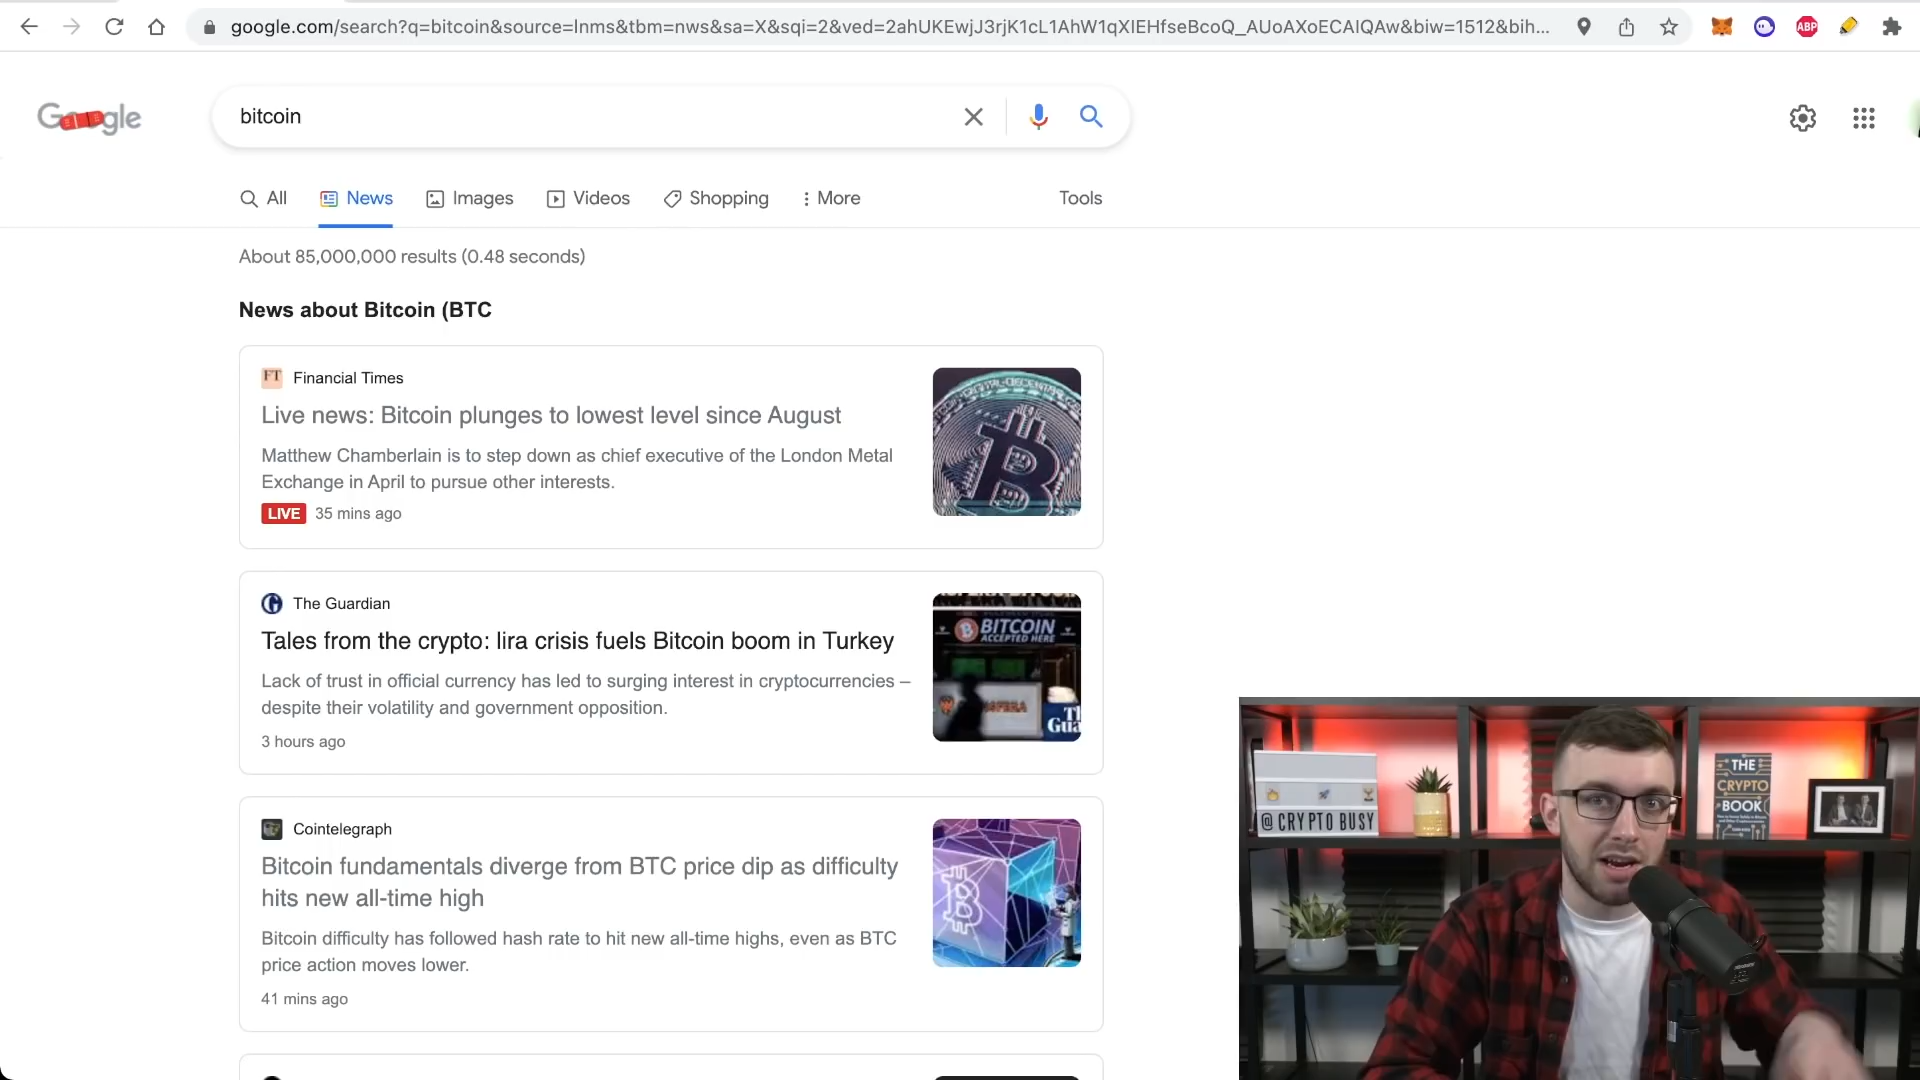 google.com/search?q=bitcoin&source=lnms&tbm=nws&sa=X&sqi=2&ved=2ahUKEwjJ3rjK1cL1AhW1qXIEHfseBcoQ_AUoAXoECAIQAw&biw=1512&bih...
ABP
Google
bitcoin
All
News
Images
Videos
Shopping
More
Tools
About 85,000,000 results (0.48 seconds)
News about Bitcoin (BTC
FT
Financial Times
Live news: Bitcoin plunges to lowest level since August
Matthew Chamberlain is to step down as chief executive of the London Metal
Exchange in April to pursue other interests.
LIVE
35 mins ago
The Guardian
Tales from the crypto: lira crisis fuels Bitcoin boom in Turkey
Lack of trust in official currency has led to surging interest in cryptocurrencies –
despite their volatility and government opposition.
3 hours ago
BITCOIN
ACCEPTED HERE
Cointelegraph
Bitcoin fundamentals diverge from BTC price dip as difficulty
hits new all-time high
Bitcoin difficulty has followed hash rate to hit new all-time highs, even as BTC
price action moves lower.
41 mins ago
@CRYPTO BUSY
THE
CRYPTO
BOOK